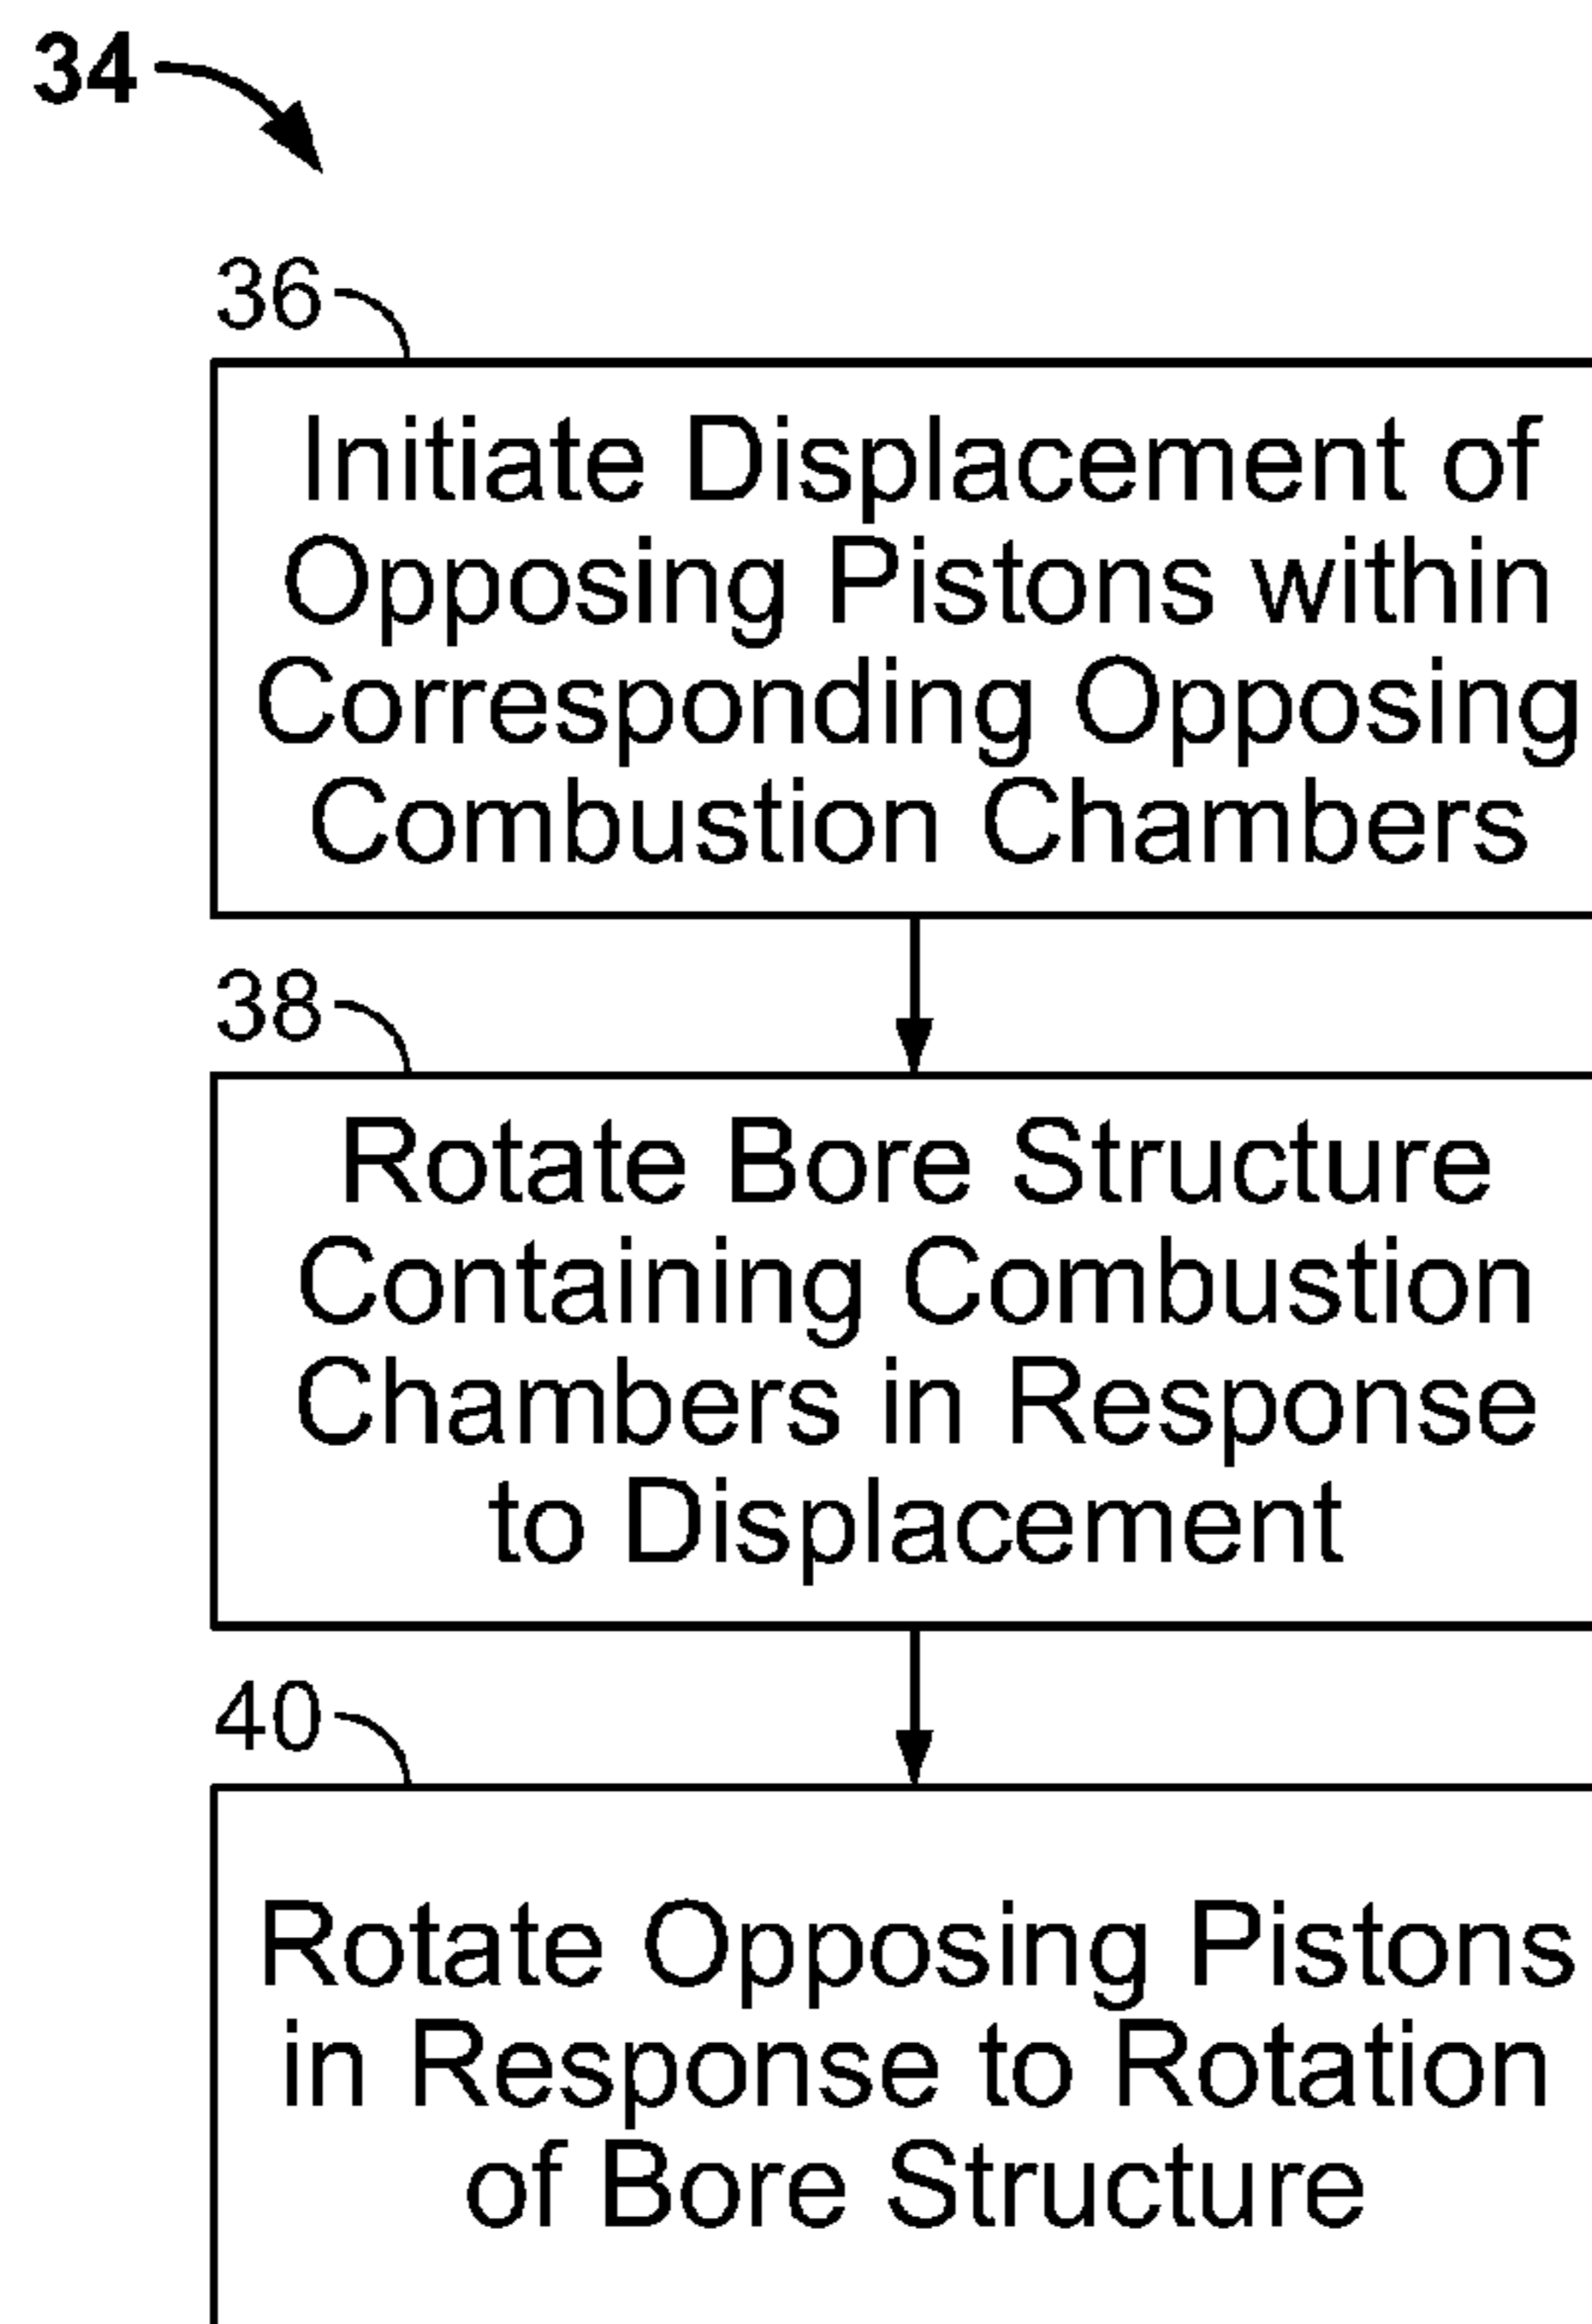 34
36
Initiate Displacement of
Opposing Pistons within
Corresponding Opposing
Combustion Chambers
38
Rotate Bore Structure
Containing Combustion
Chambers in Response
to Displacement
40
Rotate Opposing Pistons
in Response to Rotation
of Bore Structure